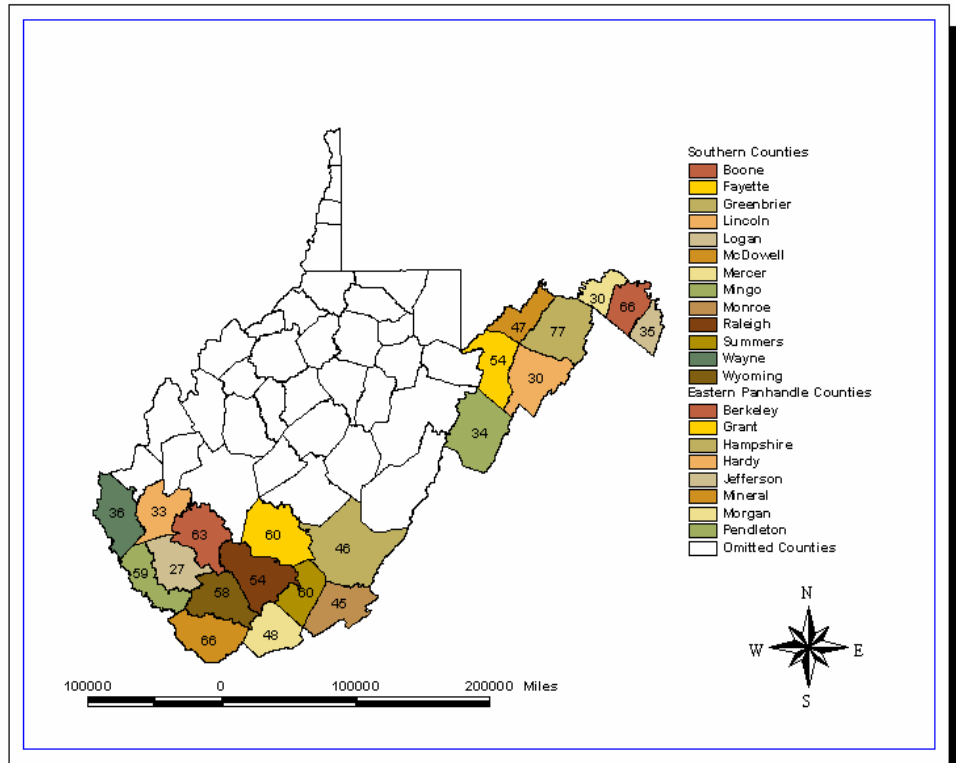 Southern Counties
Boone
Fayette
Greenbrier
Lincoln
Logan
McDowell
Mercer
Mingo
Monroe
Raleigh
Summers
Wayne
Wyoming
Eastern Panhandle Counties
Berkeley
Grant
Hampshire
Hardy
Jefferson
Mineral
Morgan
Pendleton
Omitted Counties
30
66
35
47
77
54
30
34
36
33
63
60
46
59
27
58
54
60
45
66
48
N
W E
S
100000 0 100000 200000 Miles